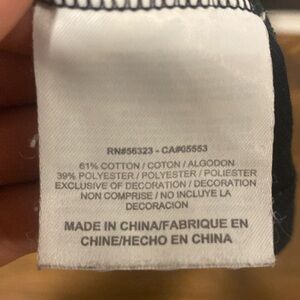 RN#56323 - CA#05553
61% COTTON / COTON / ALGODON
39% POLYESTER / POLYESTER / POLIESTER
EXCLUSIVE OF DECORATION / DECORATION
NON COMPRISE / NO INCLUYE LA
DECORACION
MADE IN CHINA/FABRIQUE EN
CHINE/HECHO EN CHINA